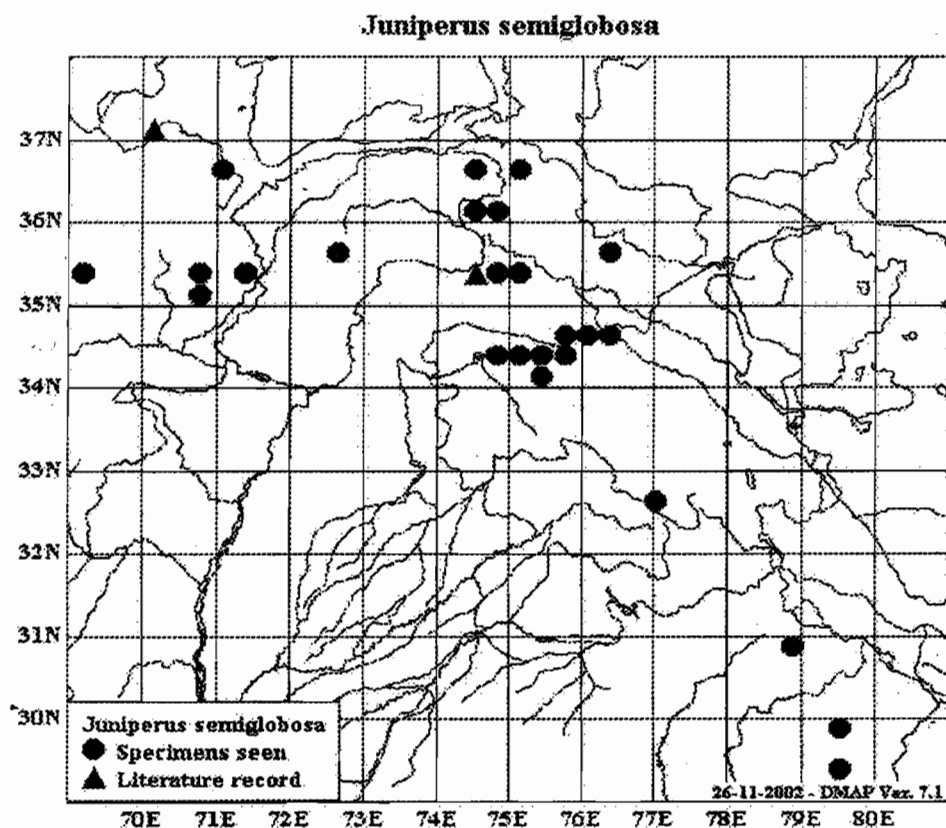 Juniperus semiglobosa
37N
36N
35N
34N
33N
32N
31N
30N
Juniperus semiglobosa
Specimens seen
Literature record
26-11-2002 - DMAP Ver. 7.1
70E 71E 72E 73E 74E 75E 76E 77E 78E 79E 80E